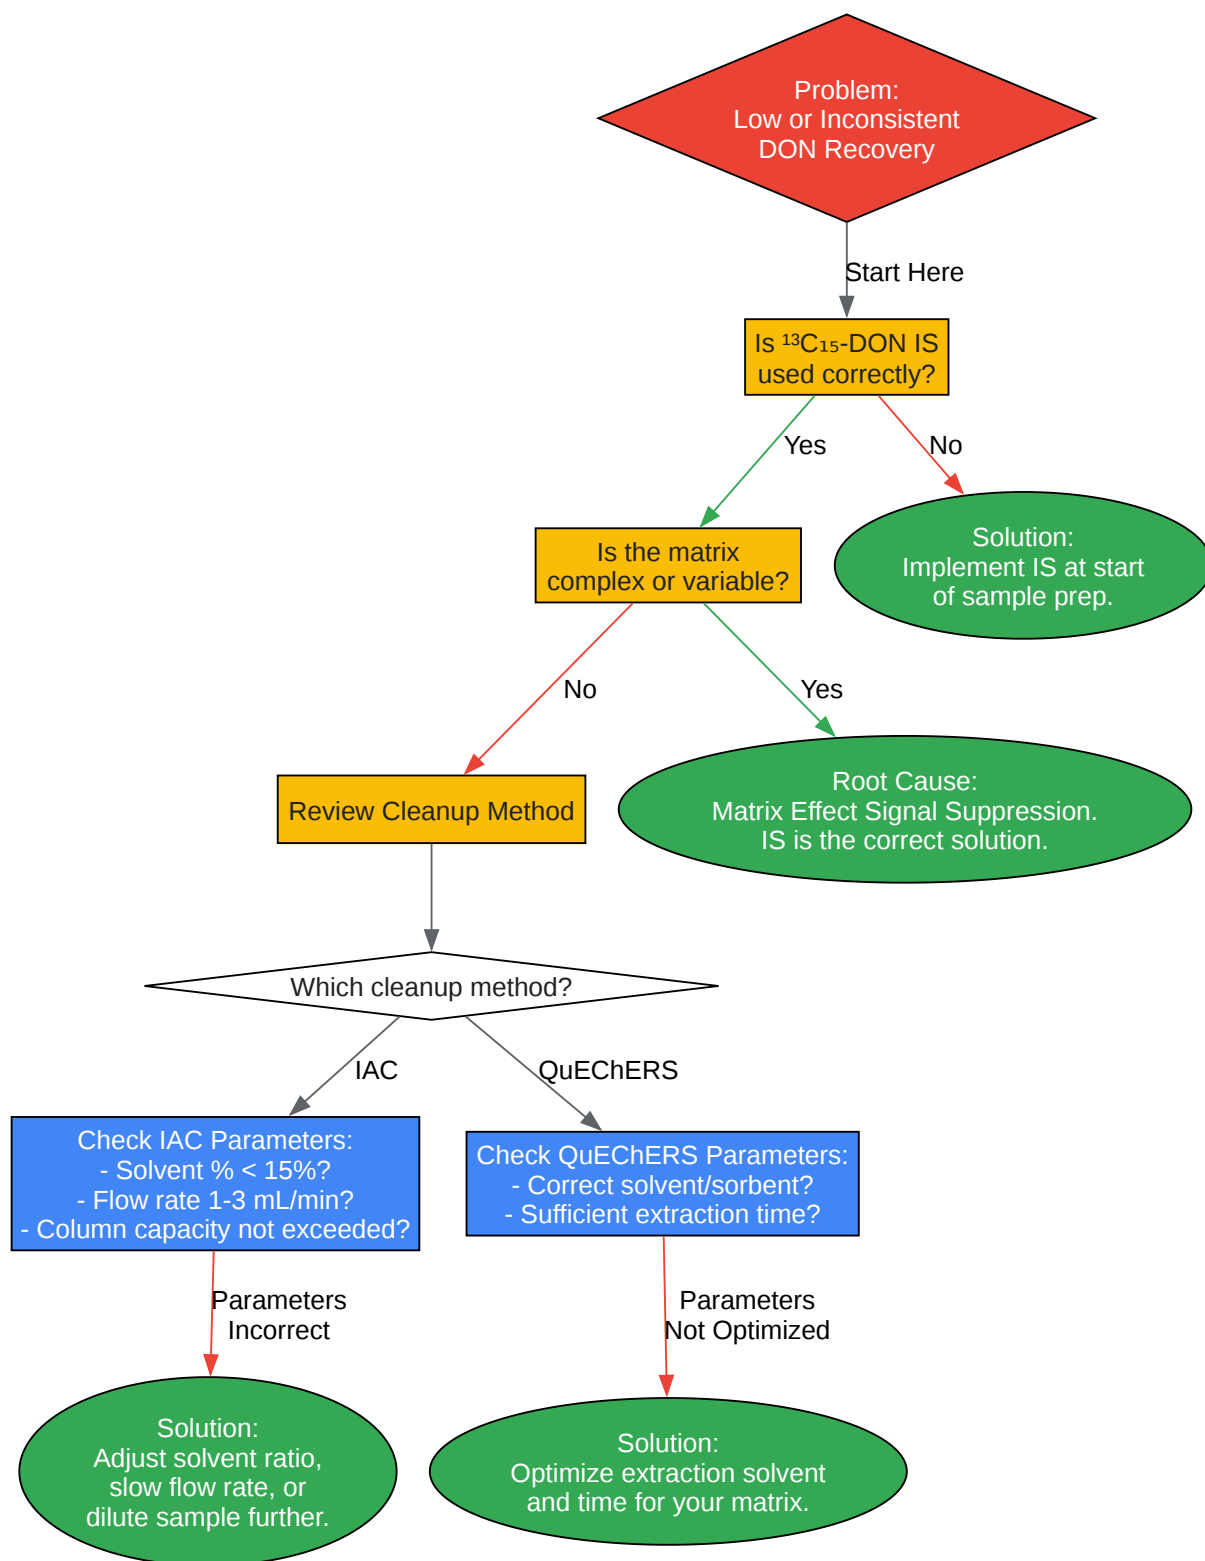 Problem:
Low or Inconsistent
DON Recovery
Start Here
Is ¹³C₁₅-DON IS
used correctly?
Yes
No
Is the matrix
complex or variable?
Solution:
Implement IS at start
of sample prep.
No
Yes
Review Cleanup Method
Root Cause:
Matrix Effect Signal Suppression.
IS is the correct solution.
Which cleanup method?
IAC
QuEChERS
Check IAC Parameters:
- Solvent % < 15%?
- Flow rate 1-3 mL/min?
- Column capacity not exceeded?
Check QuEChERS Parameters:
- Correct solvent/sorbent?
- Sufficient extraction time?
Parameters
Incorrect
Parameters
Not Optimized
Solution:
Adjust solvent ratio,
slow flow rate, or
dilute sample further.
Solution:
Optimize extraction solvent
and time for your matrix.